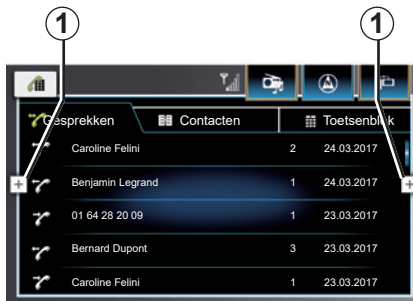 1 1
Gesprekken Contacten Toetsenblok
Caroline Felini 2 24.03.2017
Benjamin Legrand 1 24.03.2017
01 64 28 20 09 1 23.03.2017
Bernard Dupont 3 23.03.2017
Caroline Felini 1 23.03.2017